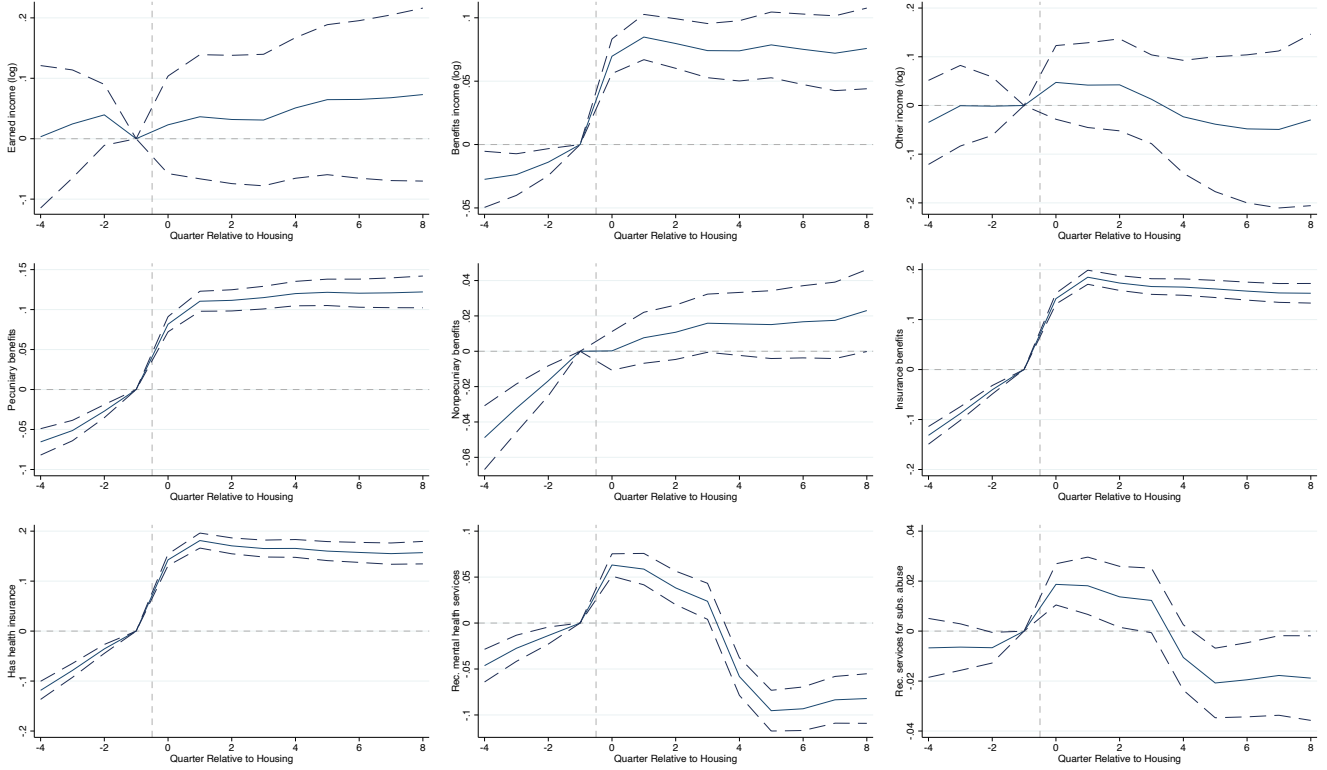 Earned income (log)
.2
.1
0
-.1
-4 -2 0 2 4 6 8
Quarter Relative to Housing
Benefits income (log)
.1
.05
0
-.05
-4 -2 0 2 4 6 8
Quarter Relative to Housing
Other income (log)
.2
.1
0
-.1
-.2
-4 -2 0 2 4 6 8
Quarter Relative to Housing
Pecuniary benefits
.15
.1
.05
0
-.05
-.1
-4 -2 0 2 4 6 8
Quarter Relative to Housing
Nonpecuniary benefits
.04
.02
0
-.02
-.04
-.06
-4 -2 0 2 4 6 8
Quarter Relative to Housing
Insurance benefits
.2
.1
0
-.1
-.2
-4 -2 0 2 4 6 8
Quarter Relative to Housing
Has health insurance
.2
.1
0
-.1
-.2
-4 -2 0 2 4 6 8
Quarter Relative to Housing
Rec. mental health services
.1
.05
0
-.05
-.1
-4 -2 0 2 4 6 8
Quarter Relative to Housing
Rec. services for subs. abuse
.04
.02
0
-.02
-.04
-4 -2 0 2 4 6 8
Quarter Relative to Housing